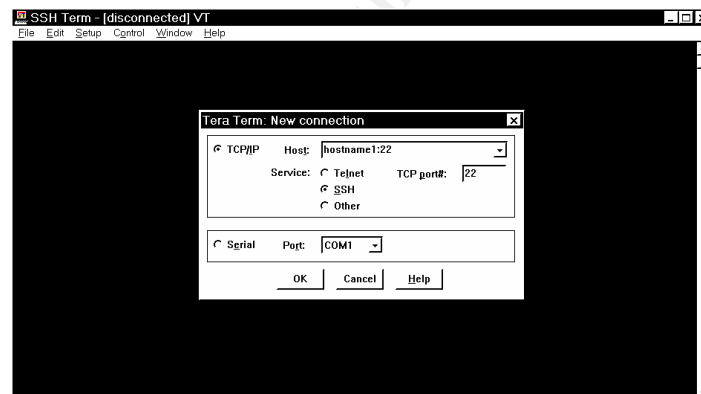 SSH Term - [disconnected] VT
File Edit Setup Control Window Help
Tera Term: New connection
TCP/IP Host: hostname1:22
Service: Telnet TCP port#: 22
SSH
Other
Serial Port: COM1
OK Cancel Help